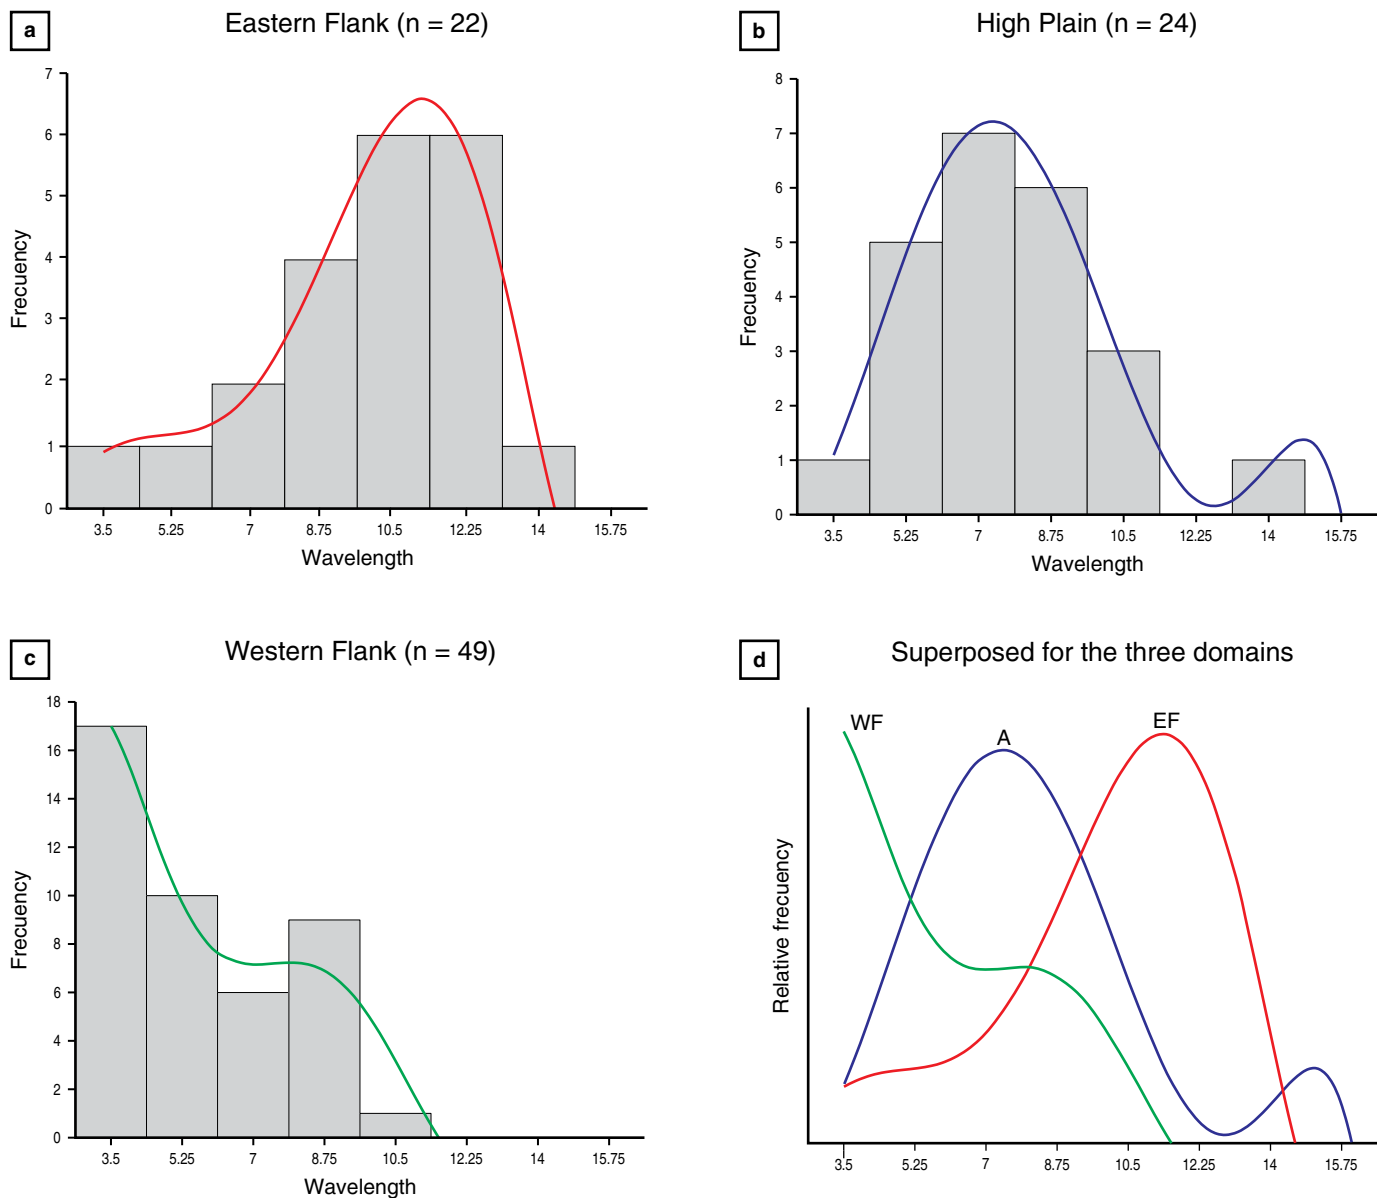 a
Eastern Flank (n = 22)
7
6
5
4
3
2
1
0
Frecuency
3.5 5.25 7 8.75 10.5 12.25 14 15.75
Wavelength
b
High Plain (n = 24)
8
7
6
5
4
3
2
1
0
Frecuency
3.5 5.25 7 8.75 10.5 12.25 14 15.75
Wavelength
c
Western Flank (n = 49)
18
16
14
12
10
8
6
4
2
0
Frecuency
3.5 5.25 7 8.75 10.5 12.25 14 15.75
Wavelength
d
Superposed for the three domains
WF
A
EF
Relative frecuency
3.5 5.25 7 8.75 10.5 12.25 14 15.75